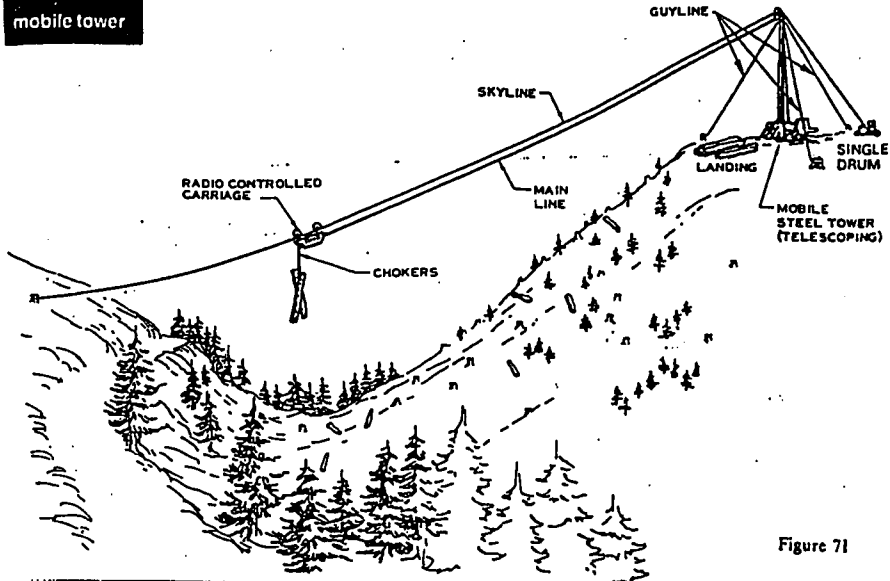 mobile tower
GUYLINE
SKYLINE
SINGLE
DRUM
LANDING
RADIO CONTROLLED
CARRIAGE
MAIN
LINE
MOBILE
STEEL TOWER
(TELESCOPING)
CHOKERS
Figure 71